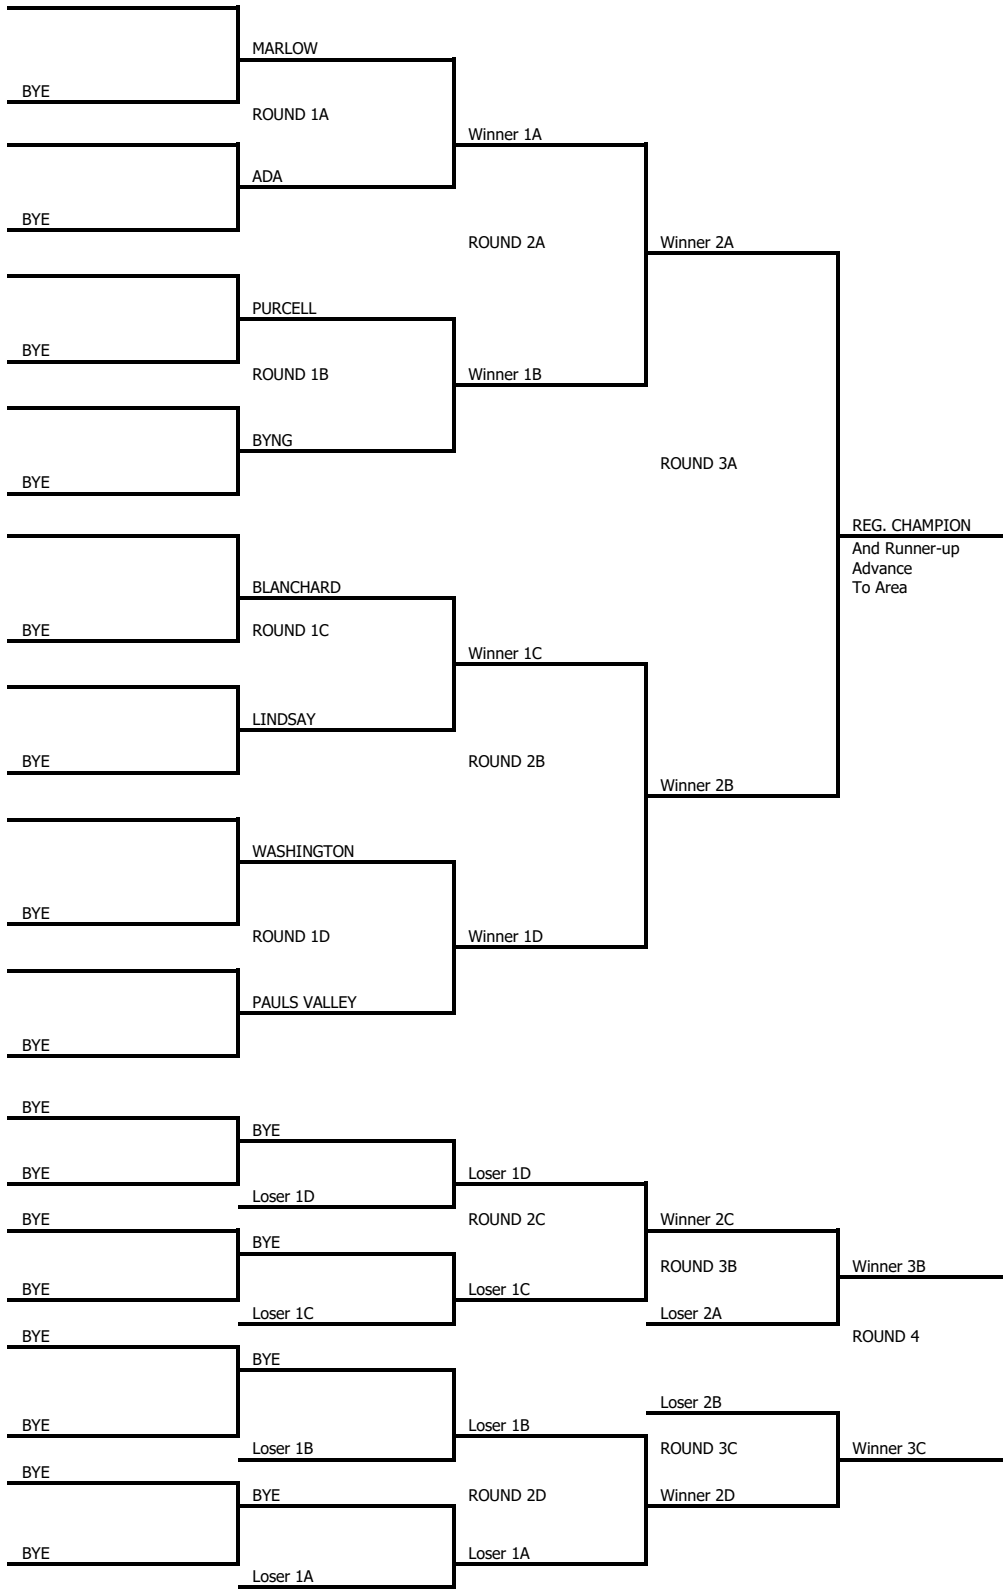 MARLOW
BYE
ROUND 1A
Winner 1A
ADA
BYE
ROUND 2A
Winner 2A
PURCELL
BYE
ROUND 1B
Winner 1B
BYNG
ROUND 3A
BYE
REG. CHAMPION
And Runner-up
Advance
To Area
BLANCHARD
BYE
ROUND 1C
Winner 1C
LINDSAY
BYE
ROUND 2B
Winner 2B
WASHINGTON
BYE
ROUND 1D
Winner 1D
PAULS VALLEY
BYE
BYE
BYE
BYE
Loser 1D
Loser 1D
BYE
ROUND 2C
Winner 2C
BYE
ROUND 3B
Winner 3B
BYE
Loser 1C
Loser 1C
Loser 2A
BYE
ROUND 4
BYE
Loser 2B
BYE
Loser 1B
Loser 1B
ROUND 3C
Winner 3C
BYE
BYE
ROUND 2D
Winner 2D
BYE
Loser 1A
Loser 1A